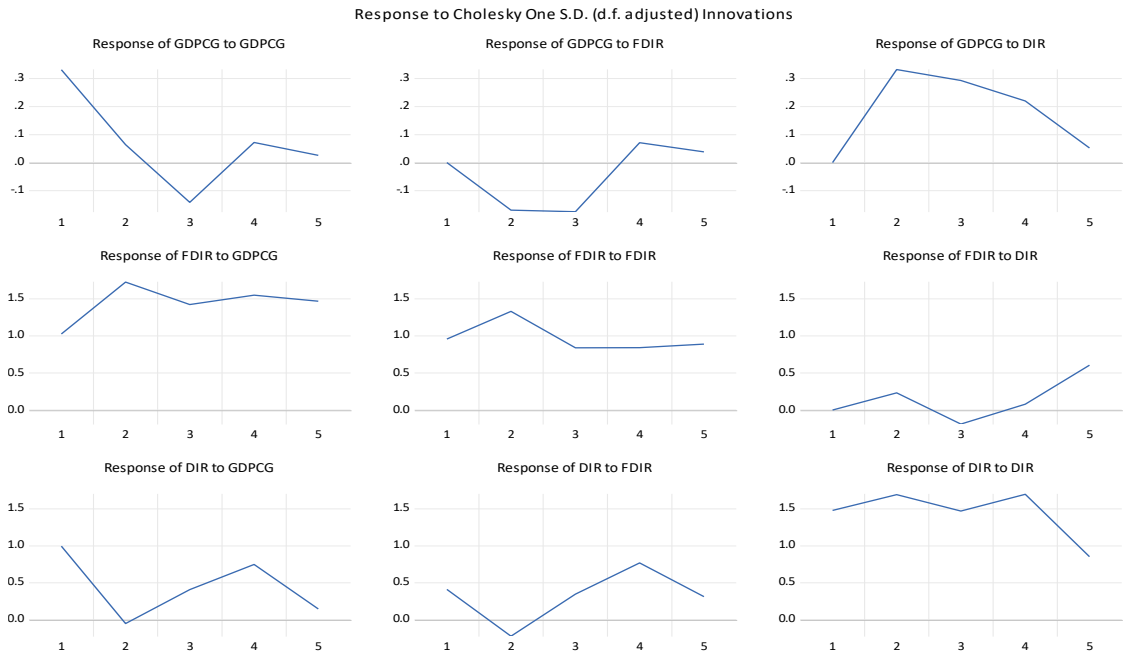 Response to Cholesky One S.D. (d.f. adjusted) Innovations
Response of GDPCG to GDPCG
.3
.2
.1
.0
-.1
1 2 3 4 5
Response of GDPCG to FDIR
.3
.2
.1
.0
-.1
1 2 3 4 5
Response of GDPCG to DIR
.3
.2
.1
.0
-.1
1 2 3 4 5
Response of FDIR to GDPCG
1.5
1.0
0.5
0.0
1 2 3 4 5
Response of FDIR to FDIR
1.5
1.0
0.5
0.0
1 2 3 4 5
Response of FDIR to DIR
1.5
1.0
0.5
0.0
1 2 3 4 5
Response of DIR to GDPCG
1.5
1.0
0.5
0.0
1 2 3 4 5
Response of DIR to FDIR
1.5
1.0
0.5
0.0
1 2 3 4 5
Response of DIR to DIR
1.5
1.0
0.5
0.0
1 2 3 4 5